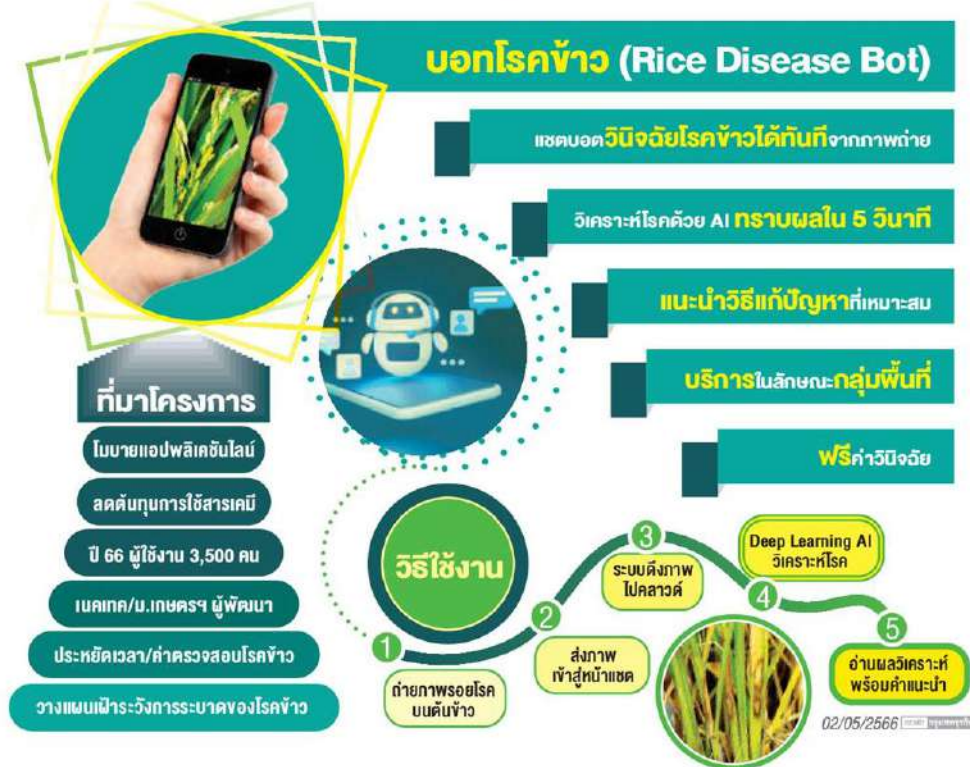 บอทโรคข้าว (Rice Disease Bot)
แชตบอตวินิจฉัยโรคข้าวได้ทันทีจากภาพถ่าย
วิเคราะห์โรคด้วย AI ทราบผลใน 5 วินาที
แนะนำวิธีแก้ปัญหาที่เหมาะสม
บริการในลักษณะกลุ่มพื้นที่
ฟรีค่าวินิจฉัย
ที่มาโครงการ
โมบายแอปพลิเคชันไลน์
ลดต้นทุนการใช้สารเคมี
ปี 66 ผู้ใช้งาน 3,500 คน
เนคเทค/ม.เกษตรฯ ผู้พัฒนา
ประหยัดเวลา/ค่าตรวจสอบโรคข้าว
วางแผนเฝ้าระวังการระบาดของโรคข้าว
วิธีใช้งาน
1
ถ่ายภาพรอยโรค
บนต้นข้าว
2
ส่งภาพ
เข้าสู่หน้าแชต
3
ระบบดึงภาพ
ไปคลาวด์
4
Deep Learning AI
วิเคราะห์โรค
5
อ่านผลวิเคราะห์
พร้อมคำแนะนำ
02/05/2566